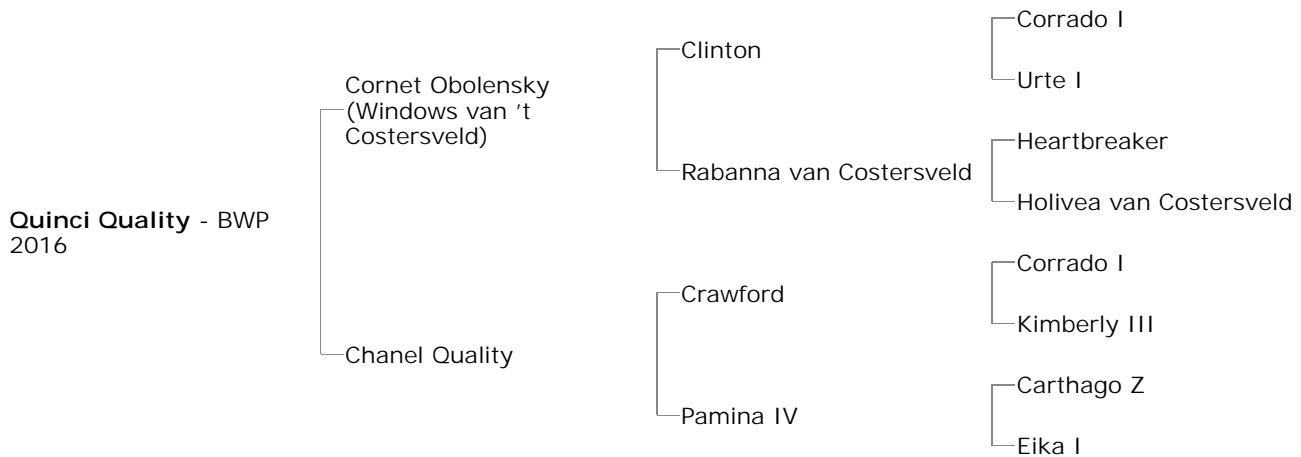 Corrado I
Clinton
Urte I
Cornet Obolensky
(Windows van 't
Costersveld)
Heartbreaker
Rabanna van Costersveld
Holivea van Costersveld
Quinci Quality - BWP
2016
Corrado I
Crawford
Kimberly III
Chanel Quality
Carthago Z
Pamina IV
Eika I